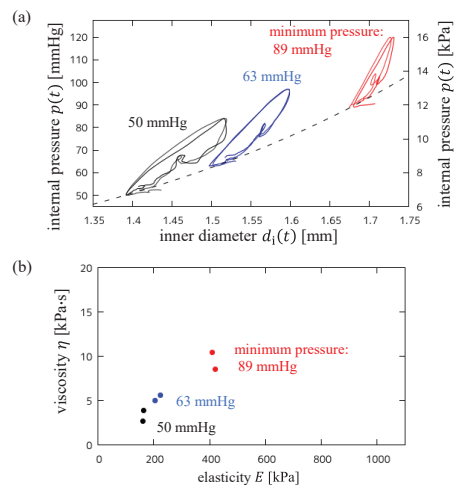 (a)
internal pressure p(t) [mmHg]
120
110
100
90
80
70
60
50
minimum pressure:
89 mmHg
63 mmHg
50 mmHg
16
14
12
10
8
6
internal pressure p(t) [kPa]
1.35 1.4 1.45 1.5 1.55 1.6 1.65 1.7 1.75
inner diameter dᵢ(t) [mm]
(b)
viscosity η [kPa·s]
20
15
10
5
0
minimum pressure:
89 mmHg
63 mmHg
50 mmHg
0 200 400 600 800 1000
elasticity E [kPa]